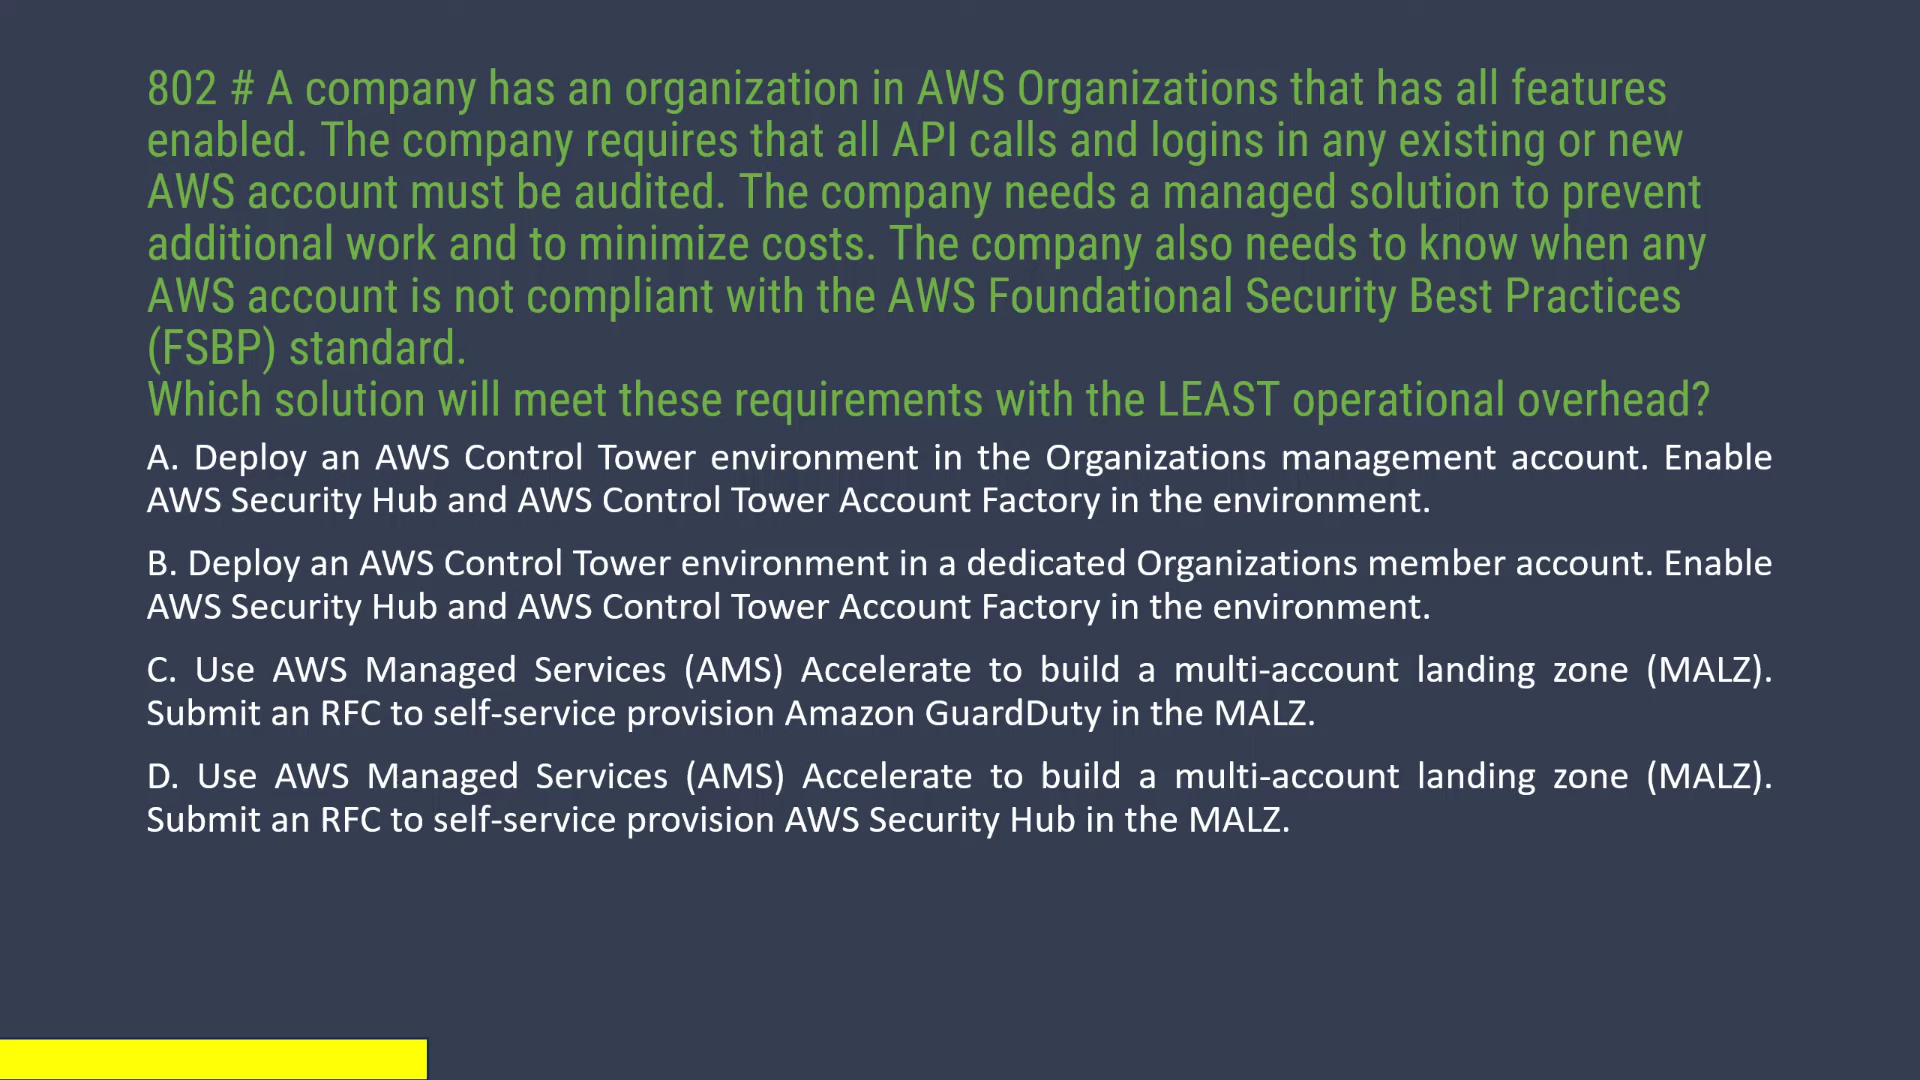 802 # A company has an organization in AWS Organizations that has all features
enabled. The company requires that all API calls and logins in any existing or new
AWS account must be audited. The company needs a managed solution to prevent
additional work and to minimize costs. The company also needs to know when any
AWS account is not compliant with the AWS Foundational Security Best Practices
(FSBP) standard.
Which solution will meet these requirements with the LEAST operational overhead?
A. Deploy an AWS Control Tower environment in the Organizations management account. Enable
AWS Security Hub and AWS Control Tower Account Factory in the environment.
B. Deploy an AWS Control Tower environment in a dedicated Organizations member account. Enable
AWS Security Hub and AWS Control Tower Account Factory in the environment.
C. Use AWS Managed Services (AMS) Accelerate to build a multi-account landing zone (MALZ).
Submit an RFC to self-service provision Amazon GuardDuty in the MALZ.
D. Use AWS Managed Services (AMS) Accelerate to build a multi-account landing zone (MALZ).
Submit an RFC to self-service provision AWS Security Hub in the MALZ.